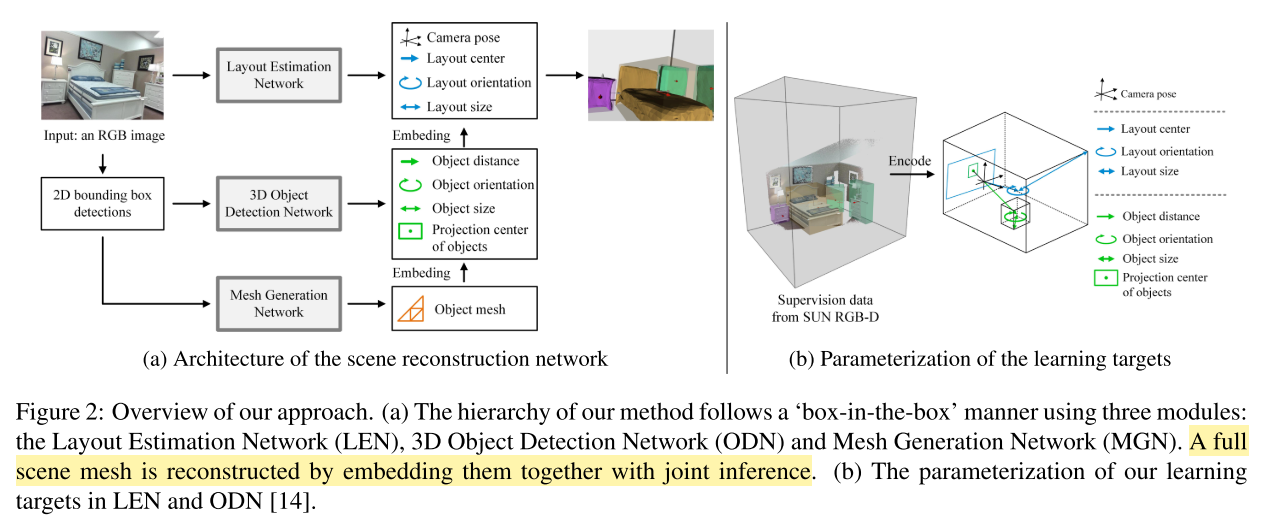 Layout Estimation
Network
Camera pose
Layout center
Layout orientation
Layout size
Input: an RGB image
Embeding
2D bounding box
detections
3D Object
Detection Network
Object distance
Object orientation
Object size
Projection center
of objects
Embeding
Mesh Generation
Network
Object mesh
(a) Architecture of the scene reconstruction network
Supervision data
from SUN RGB-D
Encode
Camera pose
Layout center
Layout orientation
Layout size
Object distance
Object orientation
Object size
Projection center
of objects
(b) Parameterization of the learning targets
Figure 2: Overview of our approach. (a) The hierarchy of our method follows a ‘box-in-the-box’ manner using three modules:
the Layout Estimation Network (LEN), 3D Object Detection Network (ODN) and Mesh Generation Network (MGN). A full
scene mesh is reconstructed by embedding them together with joint inference. (b) The parameterization of our learning
targets in LEN and ODN [14].